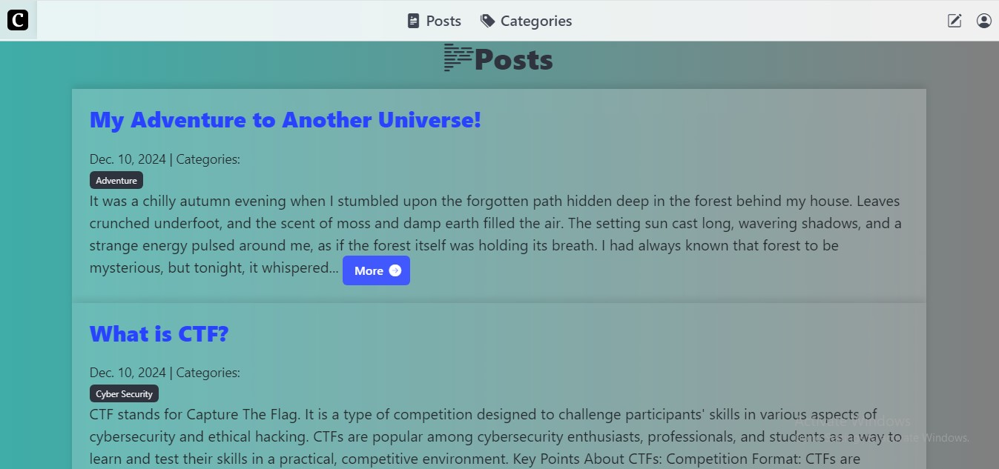 C
Posts Categories
Posts
My Adventure to Another Universe!
Dec. 10, 2024 | Categories:
Adventure
It was a chilly autumn evening when I stumbled upon the forgotten path hidden deep in the forest behind my house. Leaves
crunched underfoot, and the scent of moss and damp earth filled the air. The setting sun cast long, wavering shadows, and a
strange energy pulsed around me, as if the forest itself was holding its breath. I had always known that forest to be
mysterious, but tonight, it whispered... More
What is CTF?
Dec. 10, 2024 | Categories:
Cyber Security
CTF stands for Capture The Flag. It is a type of competition designed to challenge participants' skills in various aspects of
Activate Windows
cybersecurity and ethical hacking. CTFs are popular among cybersecurity enthusiasts, professionals, and students as a way to
Windows.
learn and test their skills in a practical, competitive environment. Key Points About CTFs: Competition Format: CTFs are